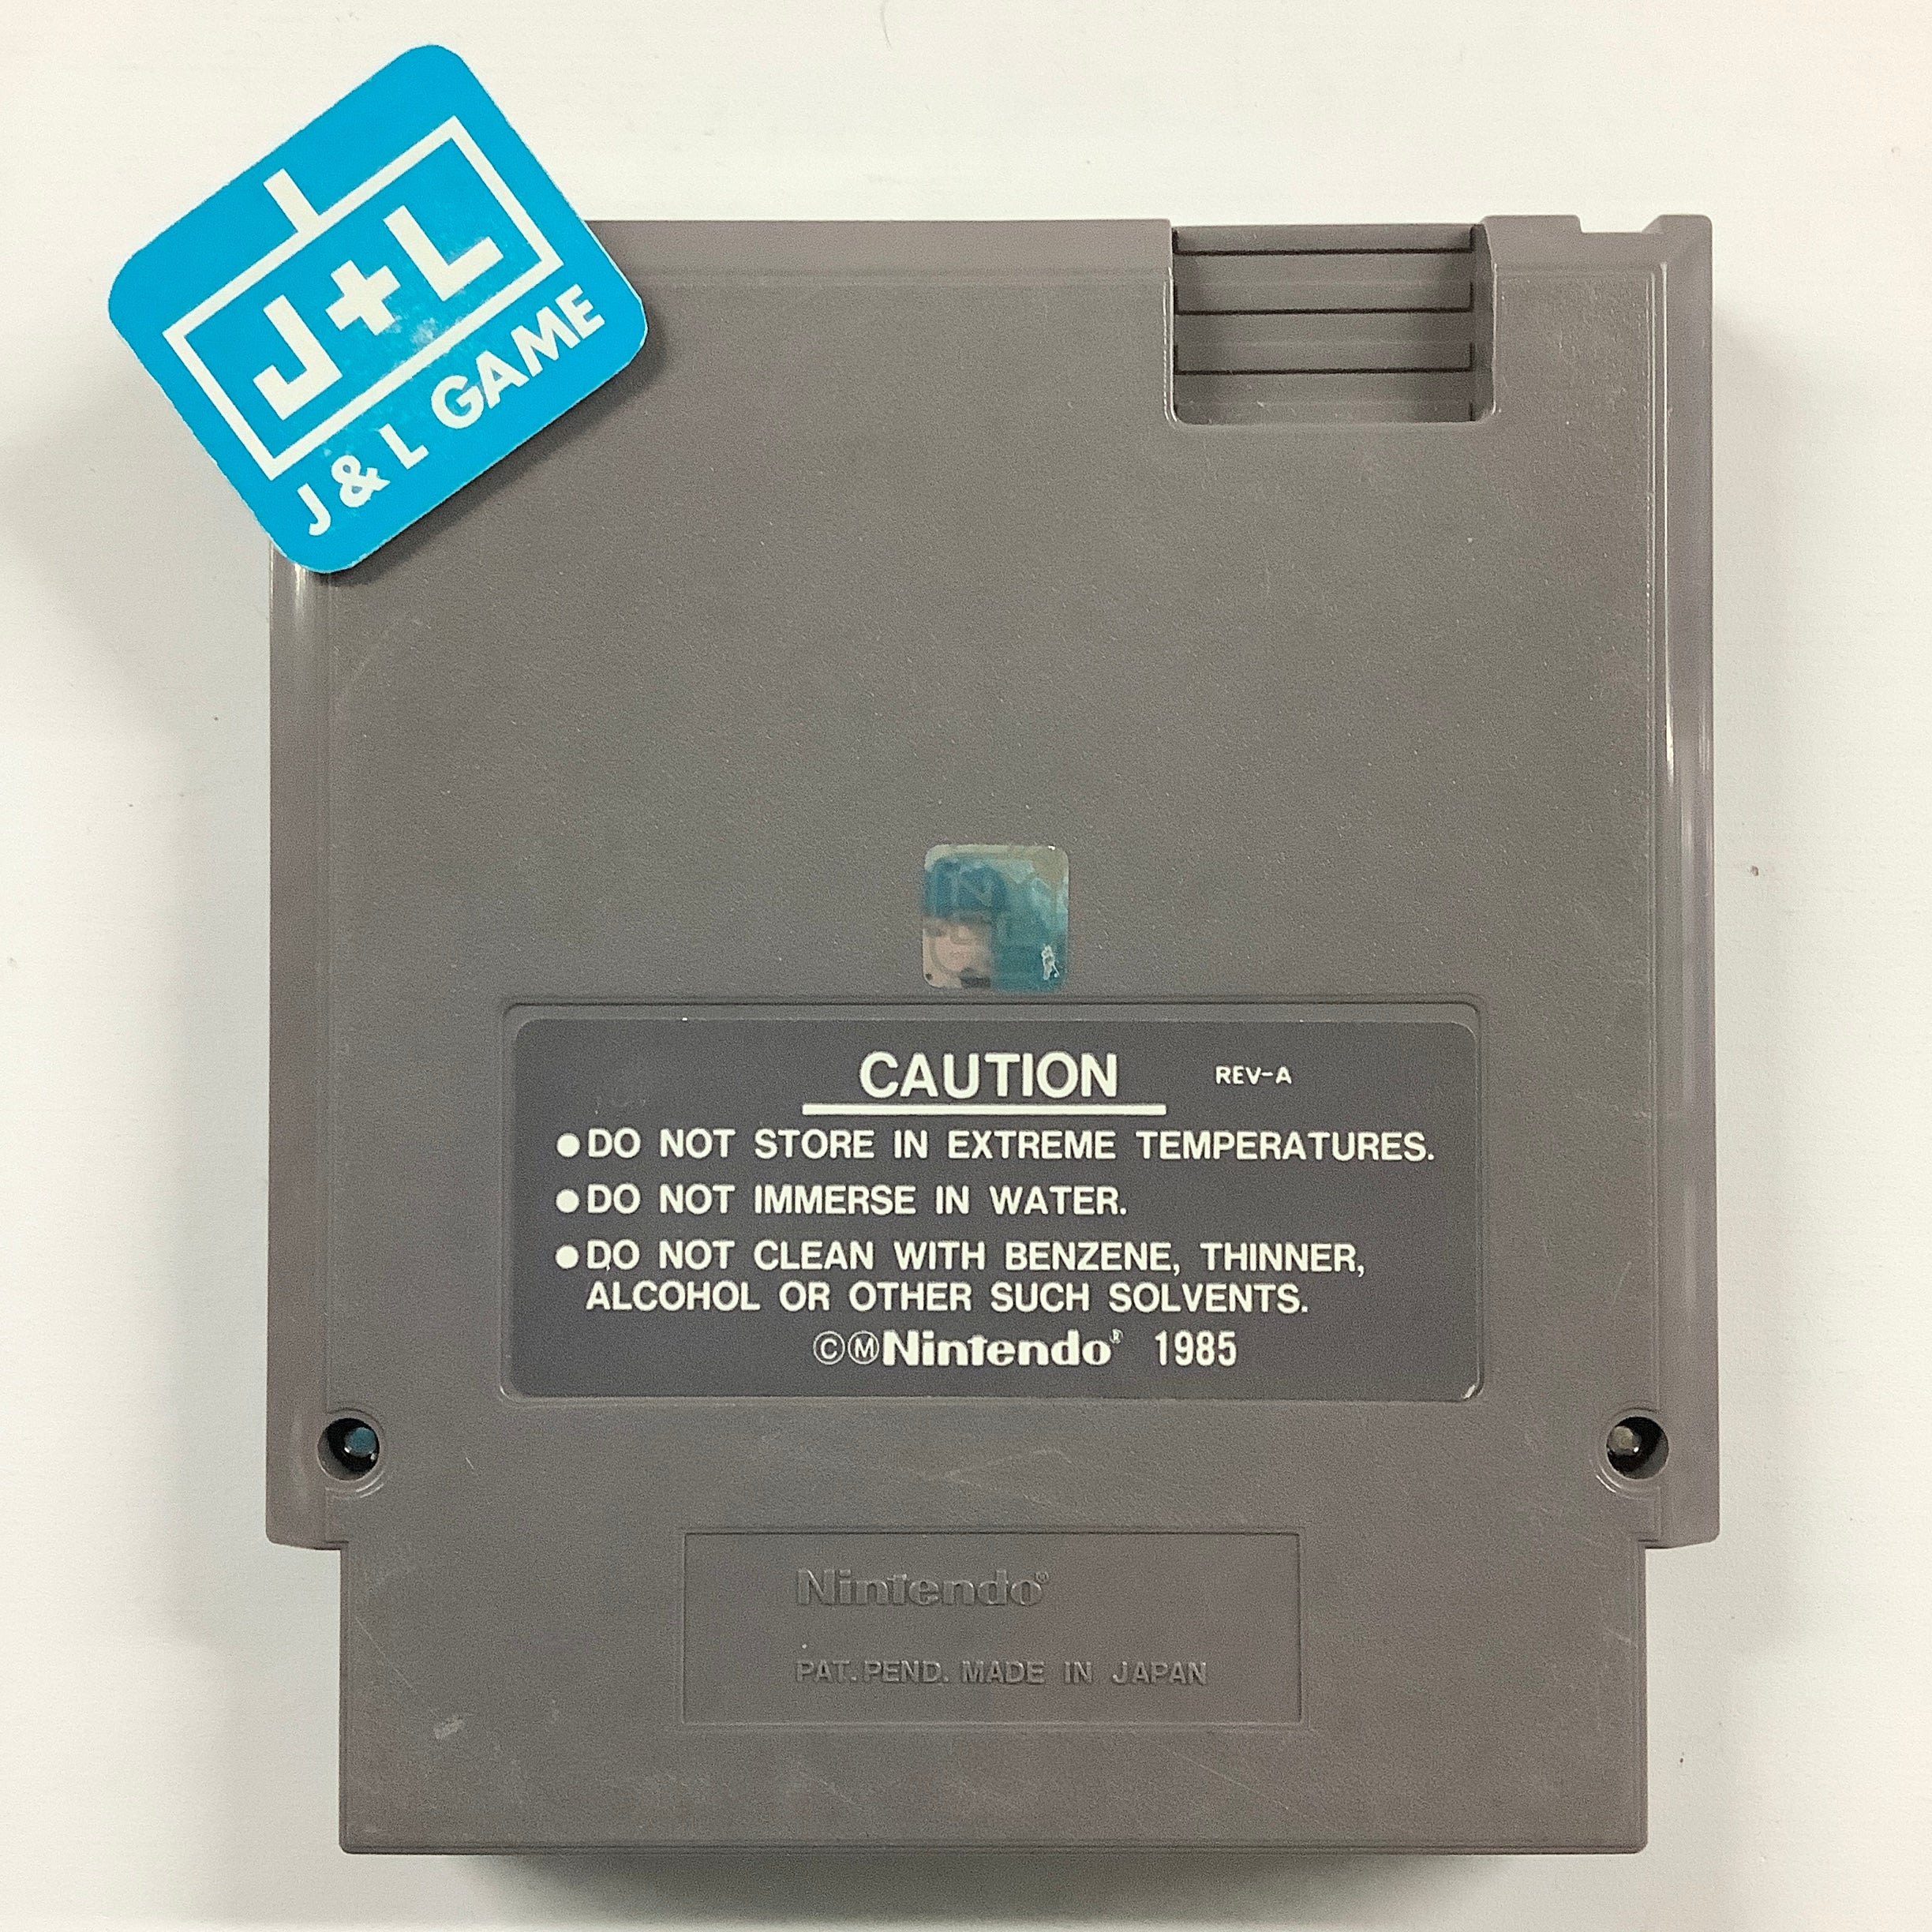 J+L
J & L GAME
CAUTION REV-A
●DO NOT STORE IN EXTREME TEMPERATURES.
●DO NOT IMMERSE IN WATER.
●DO NOT CLEAN WITH BENZENE, THINNER,
ALCOHOL OR OTHER SUCH SOLVENTS.
©ⓂNintendo® 1985
Nintendo®
PAT. PEND. MADE IN JAPAN